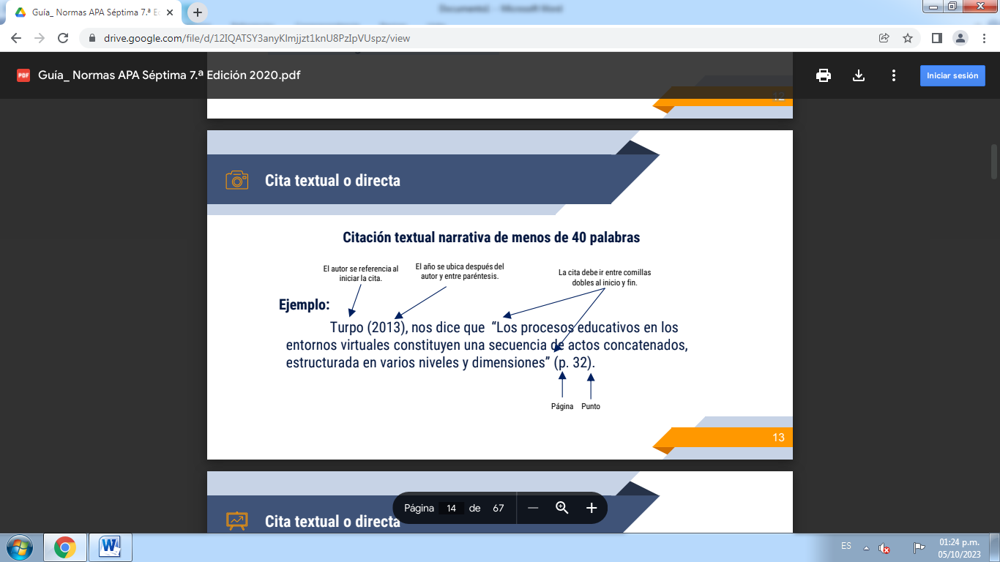 Guía_ Normas APA Séptima 7.ª Ed
Documento1 - Microsoft Word
drive.google.com/file/d/12IQATSY3anyKlmjjzt1knU8PzIpVUspz/view
PDF
Guía_ Normas APA Séptima 7.ª Edición 2020.pdf
Iniciar sesión
12
Cita textual o directa
Citación textual narrativa de menos de 40 palabras
El autor se referencia al
iniciar la cita.
El año se ubica después del
autor y entre paréntesis.
La cita debe ir entre comillas
dobles al inicio y fin.
Ejemplo:
Turpo (2013), nos dice que “Los procesos educativos en los
entornos virtuales constituyen una secuencia de actos concatenados,
estructurada en varios niveles y dimensiones” (p. 32).
Página
Punto
13
Cita textual o directa
Página 14 de 67
ES
01:24 p.m.
05/10/2023